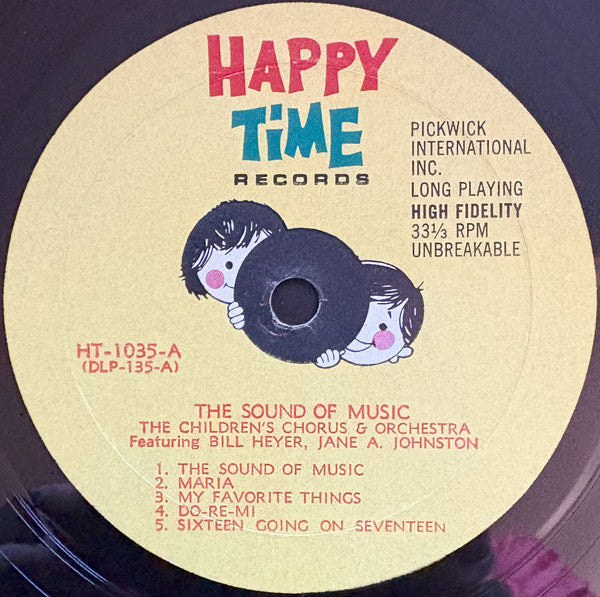 HAPPY
TiME
RECORDS
PICKWICK
INTERNATIONAL
INC.
LONG PLAYING
HIGH FIDELITY
33⅓ RPM
UNBREAKABLE
HT-1035-A
(DLP-135-A)
THE SOUND OF MUSIC
THE CHILDREN'S CHORUS & ORCHESTRA
Featuring BILL HEYER, JANE A. JOHNSTON
1. THE SOUND OF MUSIC
2. MARIA
3. MY FAVORITE THINGS
4. DO-RE-MI
5. SIXTEEN GOING ON SEVENTEEN